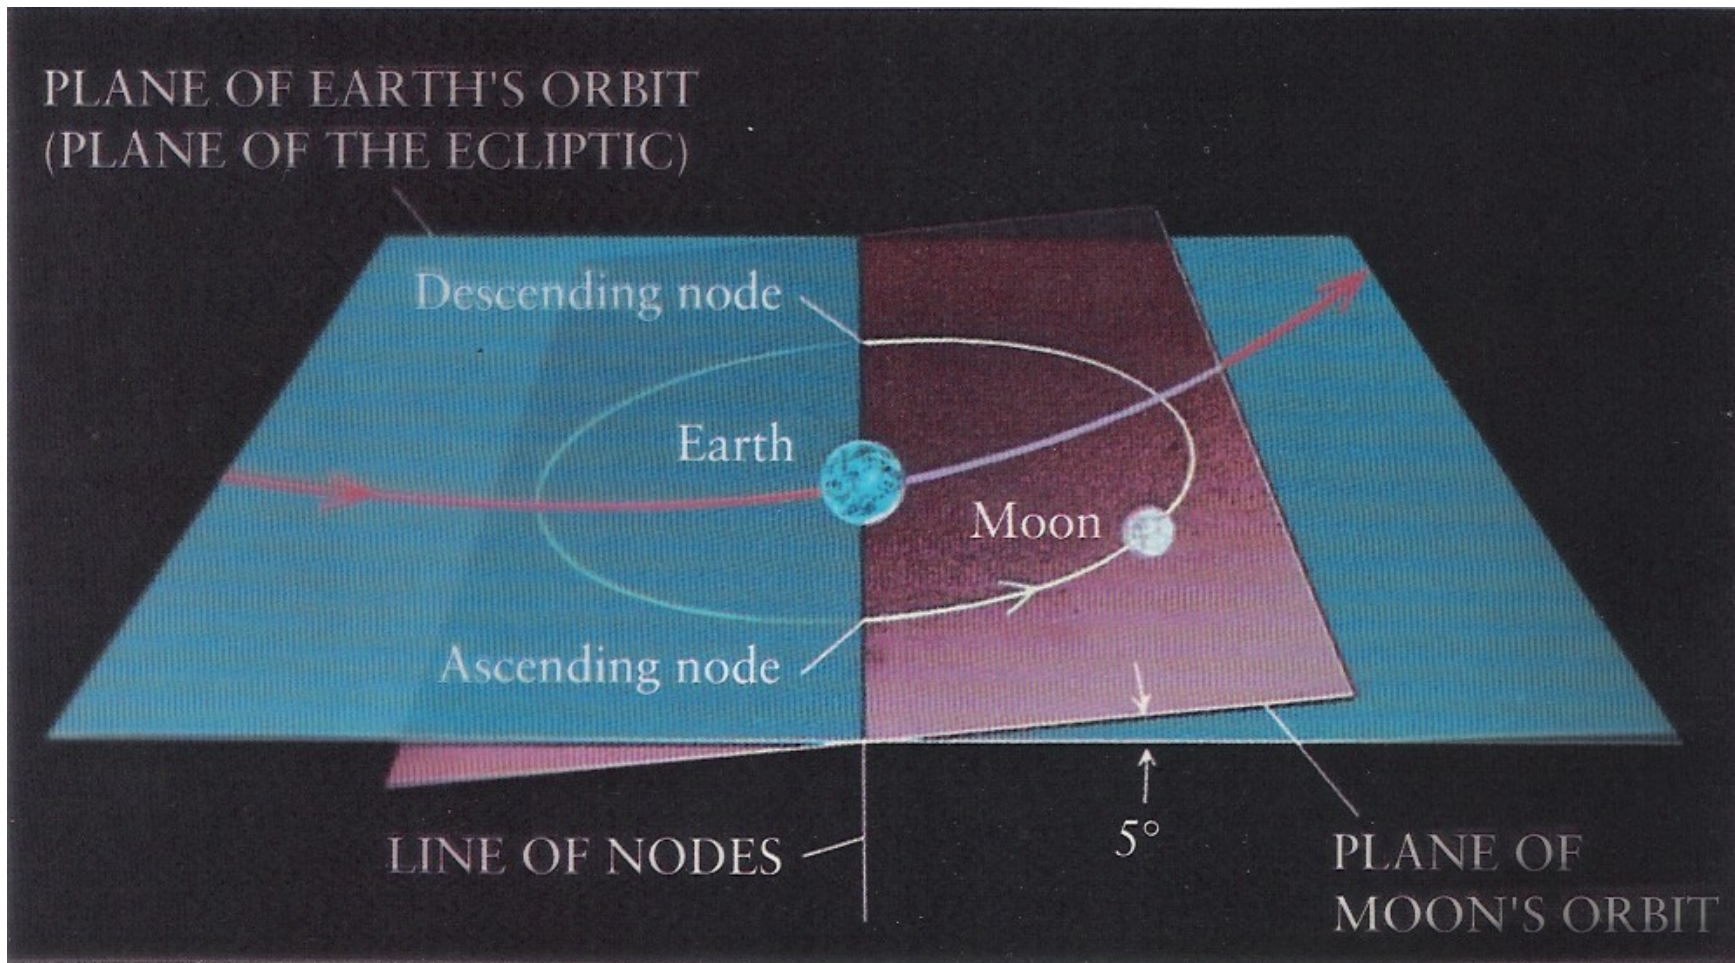 PLANE OF EARTH'S ORBIT
(PLANE OF THE ECLIPTIC)
Descending node
Earth
Moon
Ascending node
5°
LINE OF NODES
PLANE OF
MOON'S ORBIT